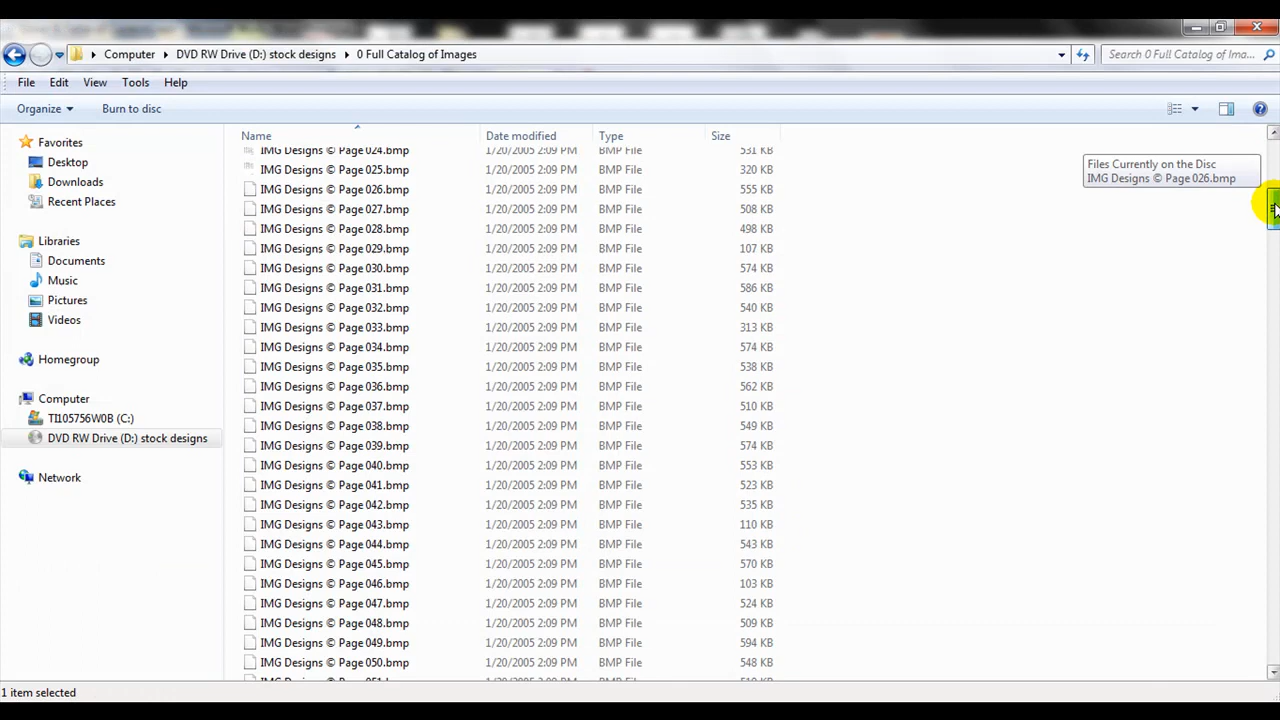 Computer DVD RW Drive (D:) stock designs 0 Full Catalog of Images Search 0 Full Catalog of Ima...
File Edit View Tools Help
Organize Burn to disc
Name Date modified Type Size
Favorites
Desktop
Downloads
Recent Places
Libraries
Documents
Music
Pictures
Videos
Homegroup
Computer
TI105756W0B (C:)
DVD RW Drive (D:) stock designs
Network
IMG Designs © Page 024.bmp 1/20/2005 2:09 PM BMP File 531 KB
IMG Designs © Page 025.bmp 1/20/2005 2:09 PM BMP File 320 KB
IMG Designs © Page 026.bmp 1/20/2005 2:09 PM BMP File 555 KB
IMG Designs © Page 027.bmp 1/20/2005 2:09 PM BMP File 508 KB
IMG Designs © Page 028.bmp 1/20/2005 2:09 PM BMP File 498 KB
IMG Designs © Page 029.bmp 1/20/2005 2:09 PM BMP File 107 KB
IMG Designs © Page 030.bmp 1/20/2005 2:09 PM BMP File 574 KB
IMG Designs © Page 031.bmp 1/20/2005 2:09 PM BMP File 586 KB
IMG Designs © Page 032.bmp 1/20/2005 2:09 PM BMP File 540 KB
IMG Designs © Page 033.bmp 1/20/2005 2:09 PM BMP File 313 KB
IMG Designs © Page 034.bmp 1/20/2005 2:09 PM BMP File 574 KB
IMG Designs © Page 035.bmp 1/20/2005 2:09 PM BMP File 538 KB
IMG Designs © Page 036.bmp 1/20/2005 2:09 PM BMP File 562 KB
IMG Designs © Page 037.bmp 1/20/2005 2:09 PM BMP File 510 KB
IMG Designs © Page 038.bmp 1/20/2005 2:09 PM BMP File 549 KB
IMG Designs © Page 039.bmp 1/20/2005 2:09 PM BMP File 574 KB
IMG Designs © Page 040.bmp 1/20/2005 2:09 PM BMP File 553 KB
IMG Designs © Page 041.bmp 1/20/2005 2:09 PM BMP File 523 KB
IMG Designs © Page 042.bmp 1/20/2005 2:09 PM BMP File 535 KB
IMG Designs © Page 043.bmp 1/20/2005 2:09 PM BMP File 110 KB
IMG Designs © Page 044.bmp 1/20/2005 2:09 PM BMP File 543 KB
IMG Designs © Page 045.bmp 1/20/2005 2:09 PM BMP File 570 KB
IMG Designs © Page 046.bmp 1/20/2005 2:09 PM BMP File 103 KB
IMG Designs © Page 047.bmp 1/20/2005 2:09 PM BMP File 524 KB
IMG Designs © Page 048.bmp 1/20/2005 2:09 PM BMP File 509 KB
IMG Designs © Page 049.bmp 1/20/2005 2:09 PM BMP File 594 KB
IMG Designs © Page 050.bmp 1/20/2005 2:09 PM BMP File 548 KB
Files Currently on the Disc
IMG Designs © Page 026.bmp
1 item selected